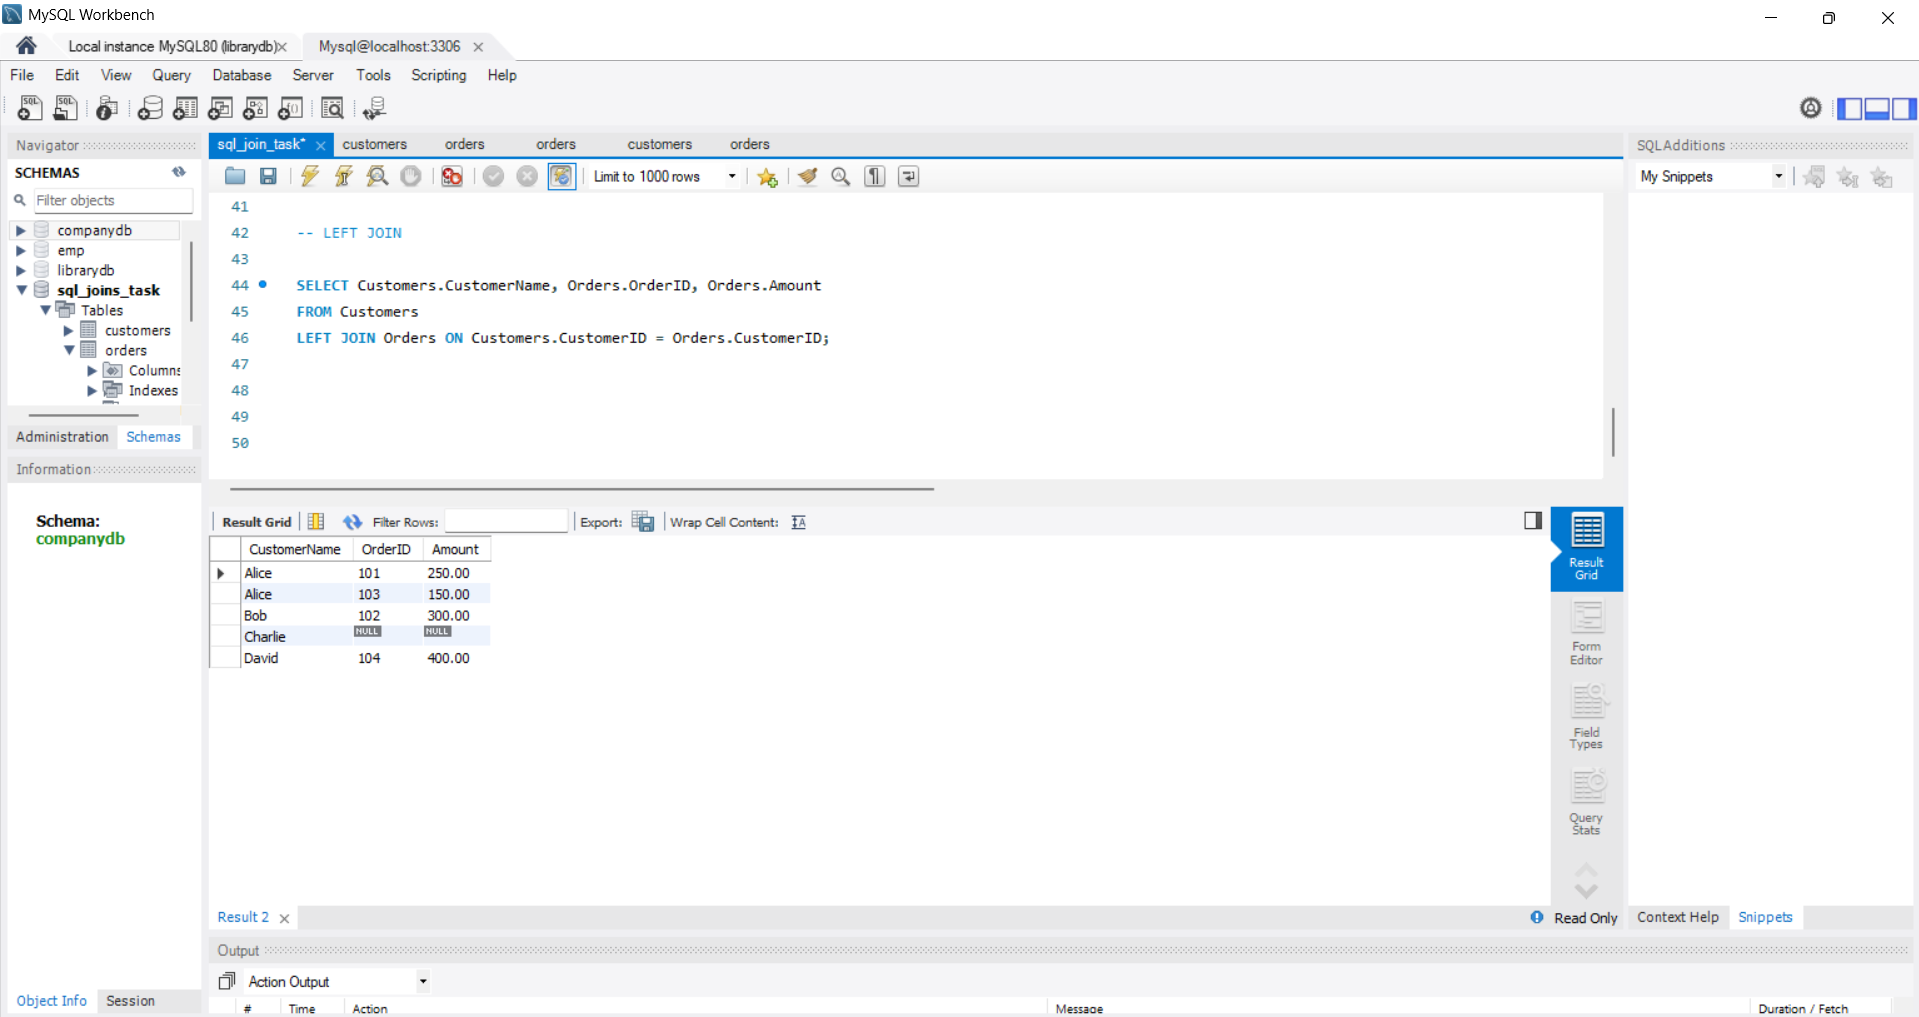 MySQL Workbench
Local instance MySQL80 (librarydb)
Mysql@localhost:3306
File Edit View Query Database Server Tools Scripting Help
Navigator
SCHEMAS
Filter objects
companydb
emp
librarydb
sql_joins_task
Tables
customers
orders
Columns
Indexes
Administration Schemas
Information
Schema:
companydb
Object Info Session
sql_join_task* customers orders orders customers orders
Limit to 1000 rows
41
42 -- LEFT JOIN
43
44 SELECT Customers.CustomerName, Orders.OrderID, Orders.Amount
45 FROM Customers
46 LEFT JOIN Orders ON Customers.CustomerID = Orders.CustomerID;
47
48
49
50
Result Grid Filter Rows: Export: Wrap Cell Content:
CustomerName OrderID Amount
Alice 101 250.00
Alice 103 150.00
Bob 102 300.00
Charlie NULL NULL
David 104 400.00
Result
Grid
Form
Editor
Field
Types
Query
Stats
Result 2
Read Only
Output
Action Output
# Time Action Message Duration / Fetch
SQLAdditions
My Snippets
Context Help Snippets